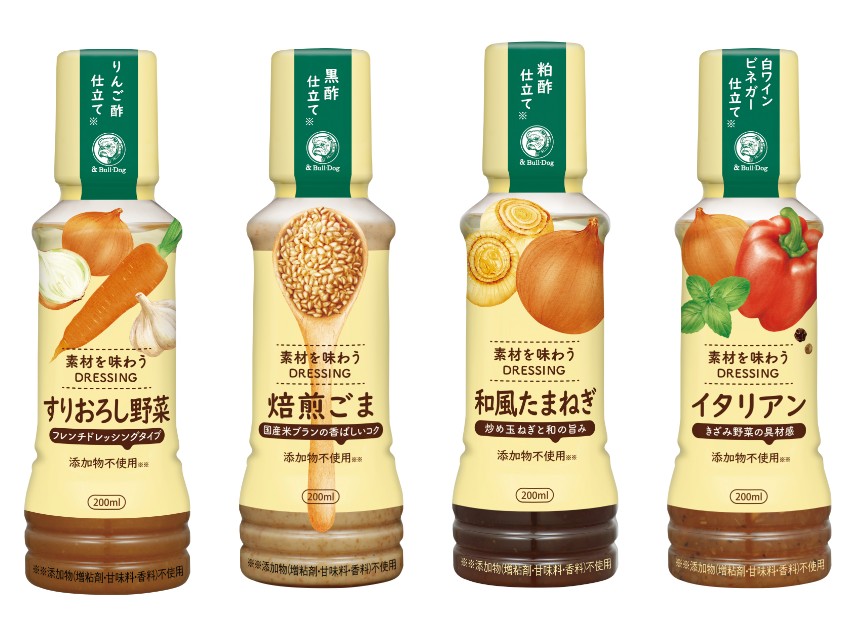 りんご酢
仕立て※
& Bull-Dog
素材を味わう
DRESSING
すりおろし野菜
フレンチドレッシングタイプ
添加物不使用※※
200ml
※※添加物(増粘剤・甘味料・香料)不使用
黒酢
仕立て※
& Bull-Dog
素材を味わう
DRESSING
焙煎ごま
国産米ブランの香ばしいコク
添加物不使用※※
200ml
※※添加物(増粘剤・甘味料・香料)不使用
粕酢
仕立て※
& Bull-Dog
素材を味わう
DRESSING
和風たまねぎ
炒め玉ねぎと和の旨み
添加物不使用※※
200ml
※※添加物(増粘剤・甘味料・香料)不使用
白ワイン
ビネガー
仕立て※
& Bull-Dog
素材を味わう
DRESSING
イタリアン
きざみ野菜の具材感
添加物不使用※※
200ml
※※添加物(増粘剤・甘味料・香料)不使用